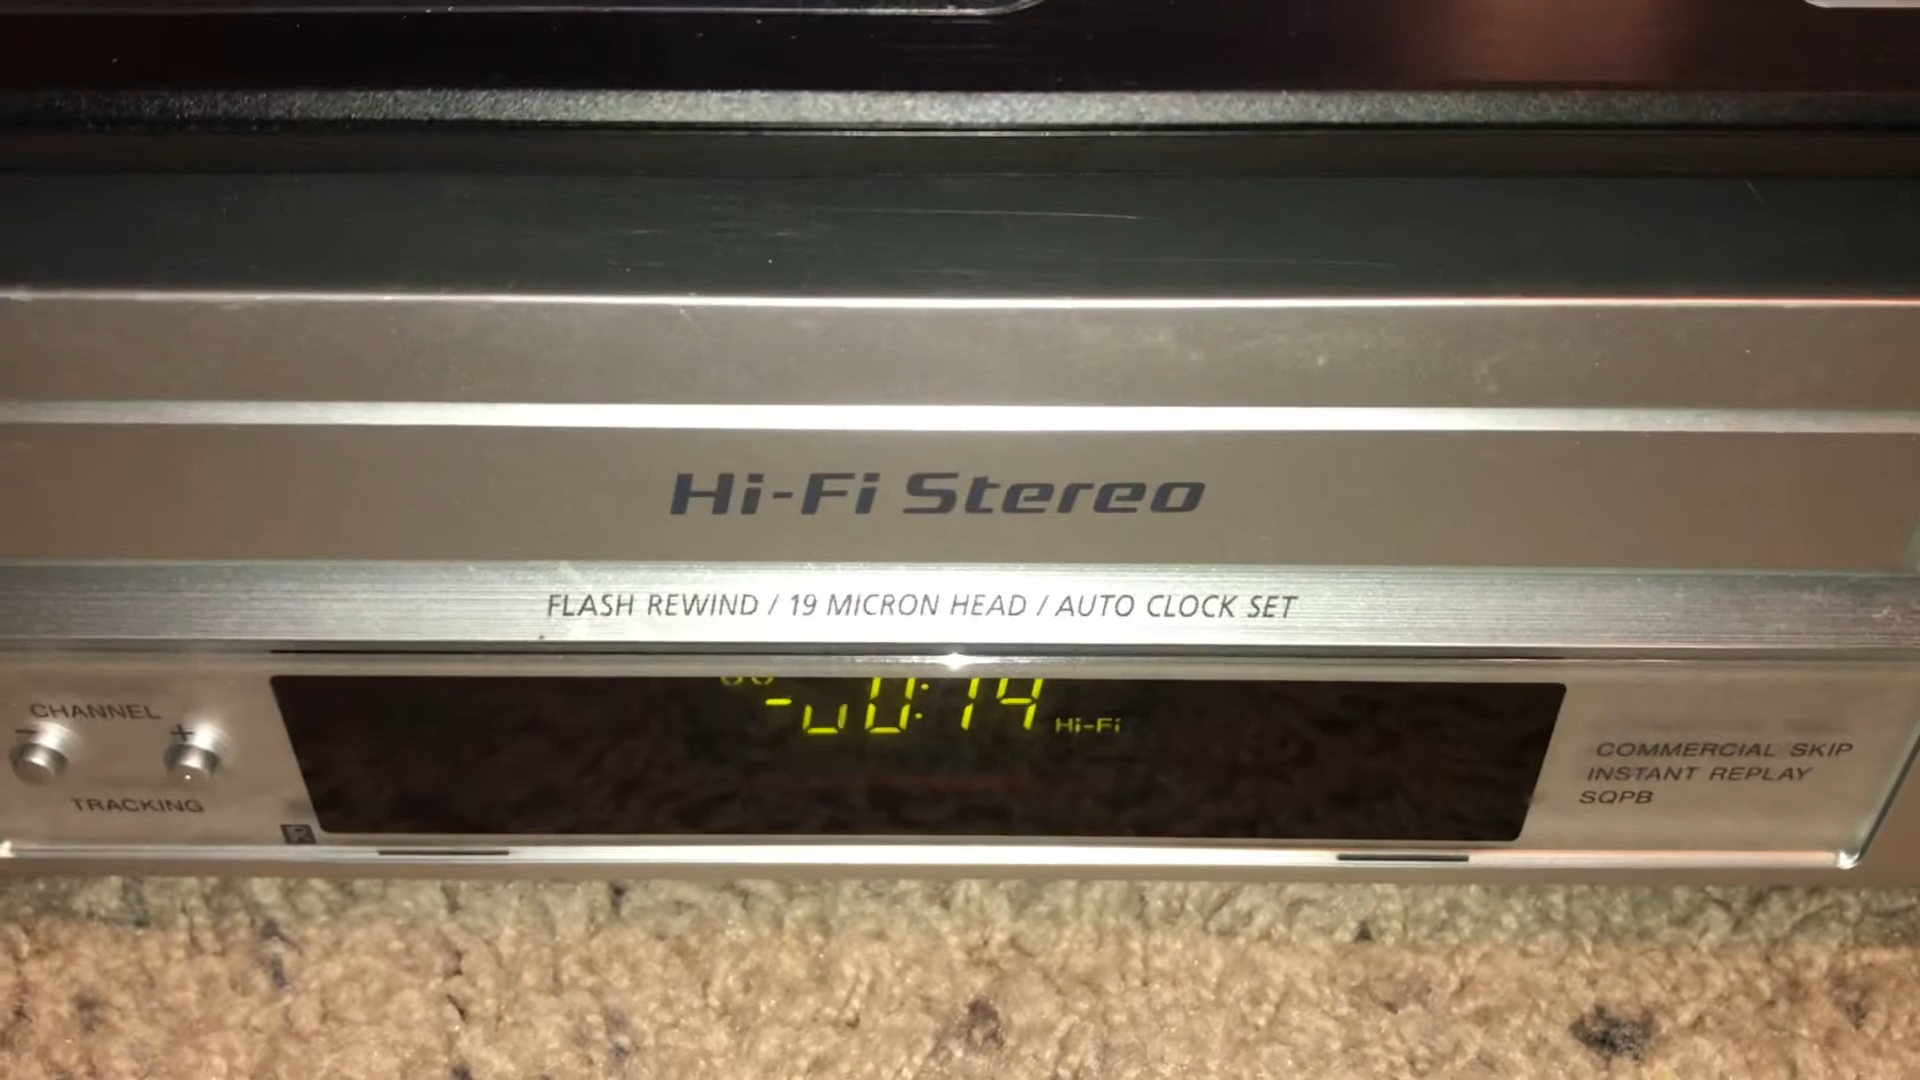 Hi-Fi Stereo
FLASH REWIND / 19 MICRON HEAD / AUTO CLOCK SET
CHANNEL
- +
TRACKING
R
-00:14 Hi-Fi
COMMERCIAL SKIP
INSTANT REPLAY
SQPB